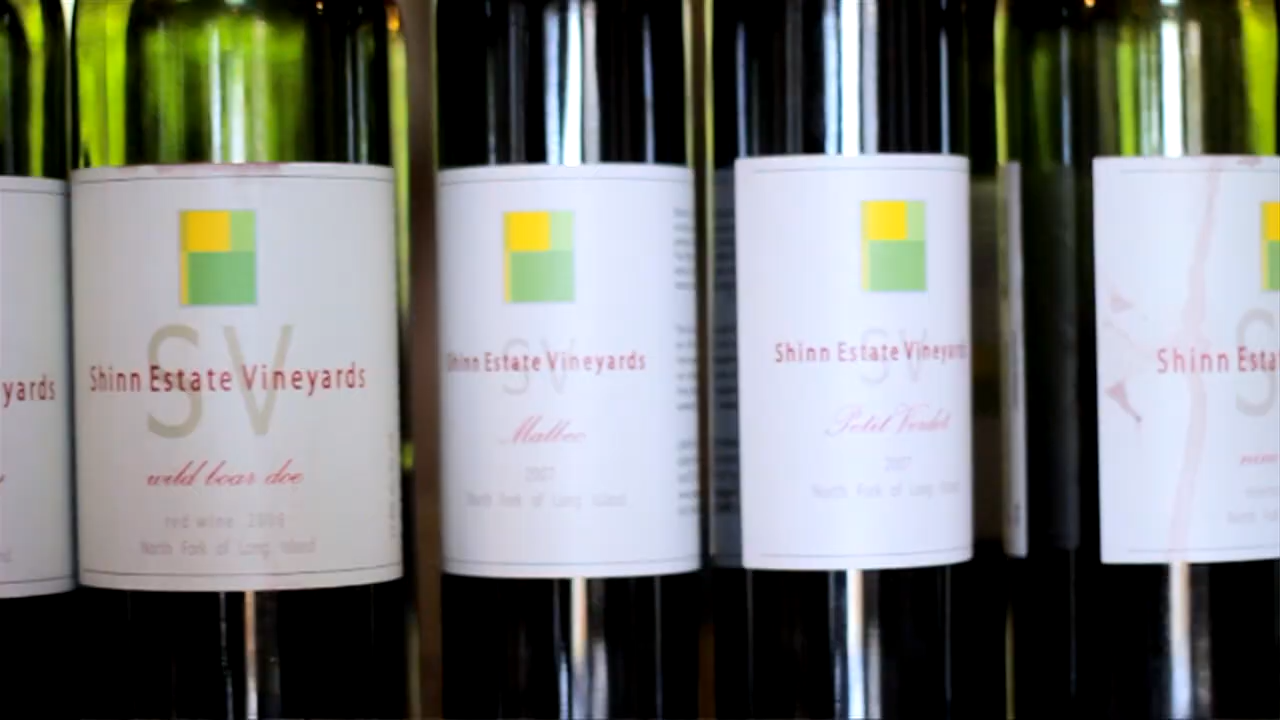 yards
SV
Shinn Estate Vineyards
wild boar doe
red wine 2008
North Fork of Long Island
SV
Shinn Estate Vineyards
Malbec
2007
North Fork of Long Island
SV
Shinn Estate Vineyards
Petit Verdot
2007
North Fork of Long Island
S
Shinn Esta